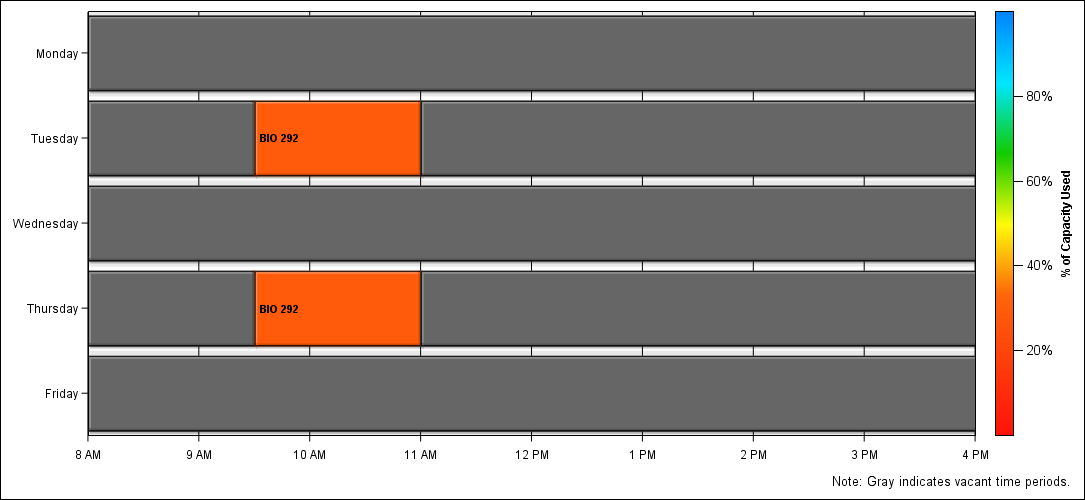 Monday
Tuesday
BIO 292
Wednesday
Thursday
BIO 292
Friday
8 AM 9 AM 10 AM 11 AM 12 PM 1 PM 2 PM 3 PM 4 PM
80%
60%
40%
20%
% of Capacity Used
Note: Gray indicates vacant time periods.